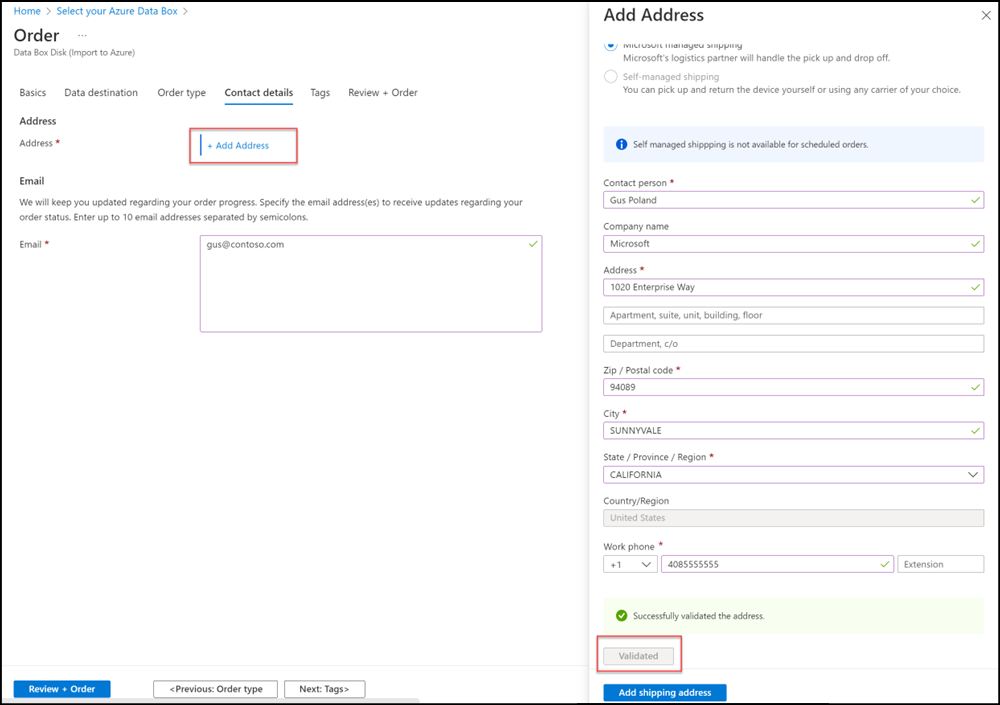 Home > Select your Azure Data Box >
Order ...
Data Box Disk (Import to Azure)
Basics Data destination Order type Contact details Tags Review + Order
Address
Address *
+ Add Address
Email
We will keep you updated regarding your order progress. Specify the email address(es) to receive updates regarding your
order status. Enter up to 10 email addresses separated by semicolons.
Email *
gus@contoso.com
Review + Order
<Previous: Order type
Next: Tags>
Add Address
Microsoft managed shipping
Microsoft's logistics partner will handle the pick up and drop off.
Self-managed shipping
You can pick up and return the device yourself or using any carrier of your choice.
Self managed shippping is not available for scheduled orders.
Contact person *
Gus Poland
Company name
Microsoft
Address *
1020 Enterprise Way
Apartment, suite, unit, building, floor
Department, c/o
Zip / Postal code *
94089
City *
SUNNYVALE
State / Province / Region *
CALIFORNIA
Country/Region
United States
Work phone *
+1 4085555555 Extension
Successfully validated the address.
Validated
Add shipping address